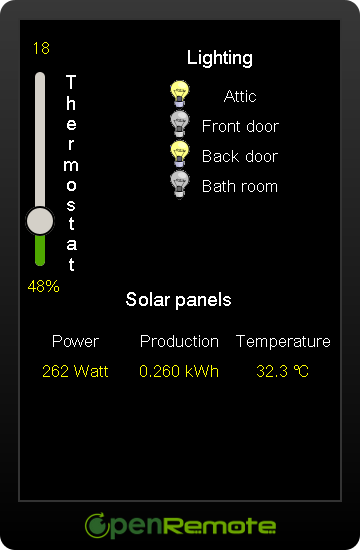 18
Thermostat
48%
Lighting
Attic
Front door
Back door
Bath room
Solar panels
Power Production Temperature
262 Watt 0.260 kWh 32.3 ℃
OpenRemote